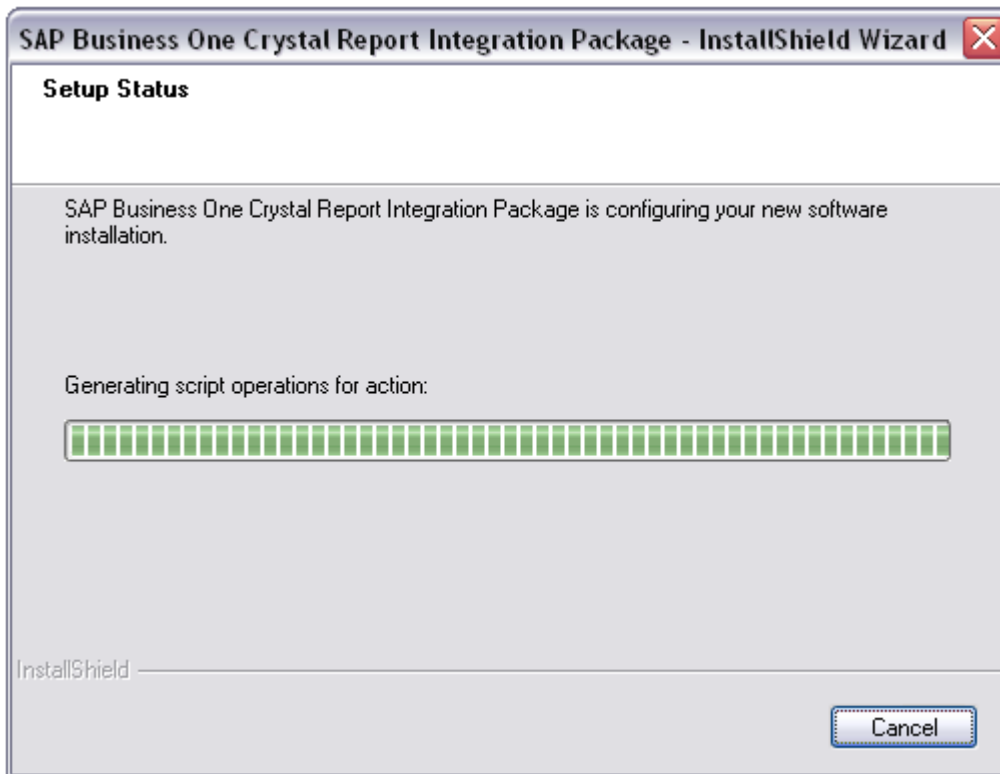 SAP Business One Crystal Report Integration Package - InstallShield Wizard
Setup Status
SAP Business One Crystal Report Integration Package is configuring your new software
installation.
Generating script operations for action:
InstallShield
Cancel